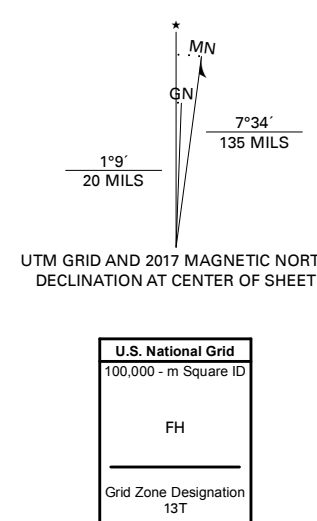 ★
MN
GN
7°34´
135 MILS
1°9´
20 MILS
UTM GRID AND 2017 MAGNETIC NORT
DECLINATION AT CENTER OF SHEET
U.S. National Grid
100,000 - m Square ID
FH
Grid Zone Designation
13T